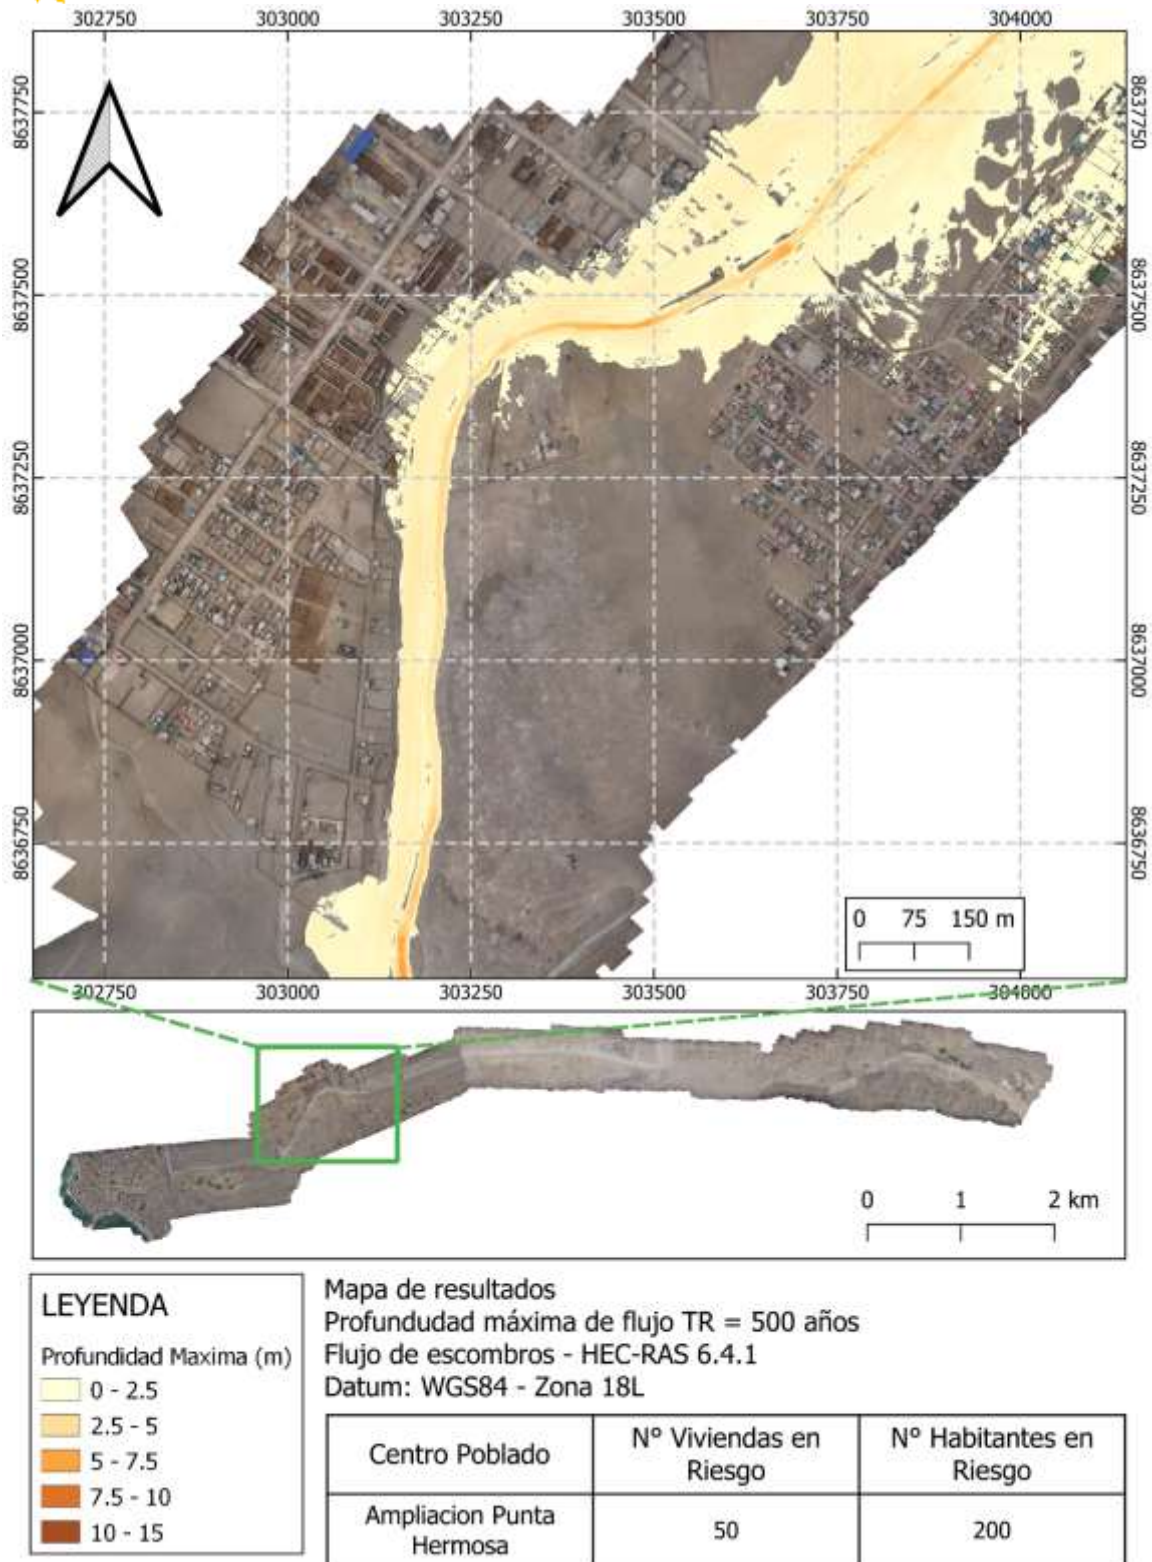 302750 303000 303250 303500 303750 304000
8637750 8637750
8637500 8637500
8637250 8637250
8637000 8637000
8636750 8636750
0 75 150 m
302750 303000 303250 303500 303750 304000
0 1 2 km
LEYENDA
Profundidad Maxima (m)
0 - 2.5
2.5 - 5
5 - 7.5
7.5 - 10
10 - 15
Mapa de resultados
Profundudad máxima de flujo TR = 500 años
Flujo de escombros - HEC-RAS 6.4.1
Datum: WGS84 - Zona 18L
Centro Poblado
N° Viviendas en
Riesgo
N° Habitantes en
Riesgo
Ampliacion Punta
Hermosa
50
200